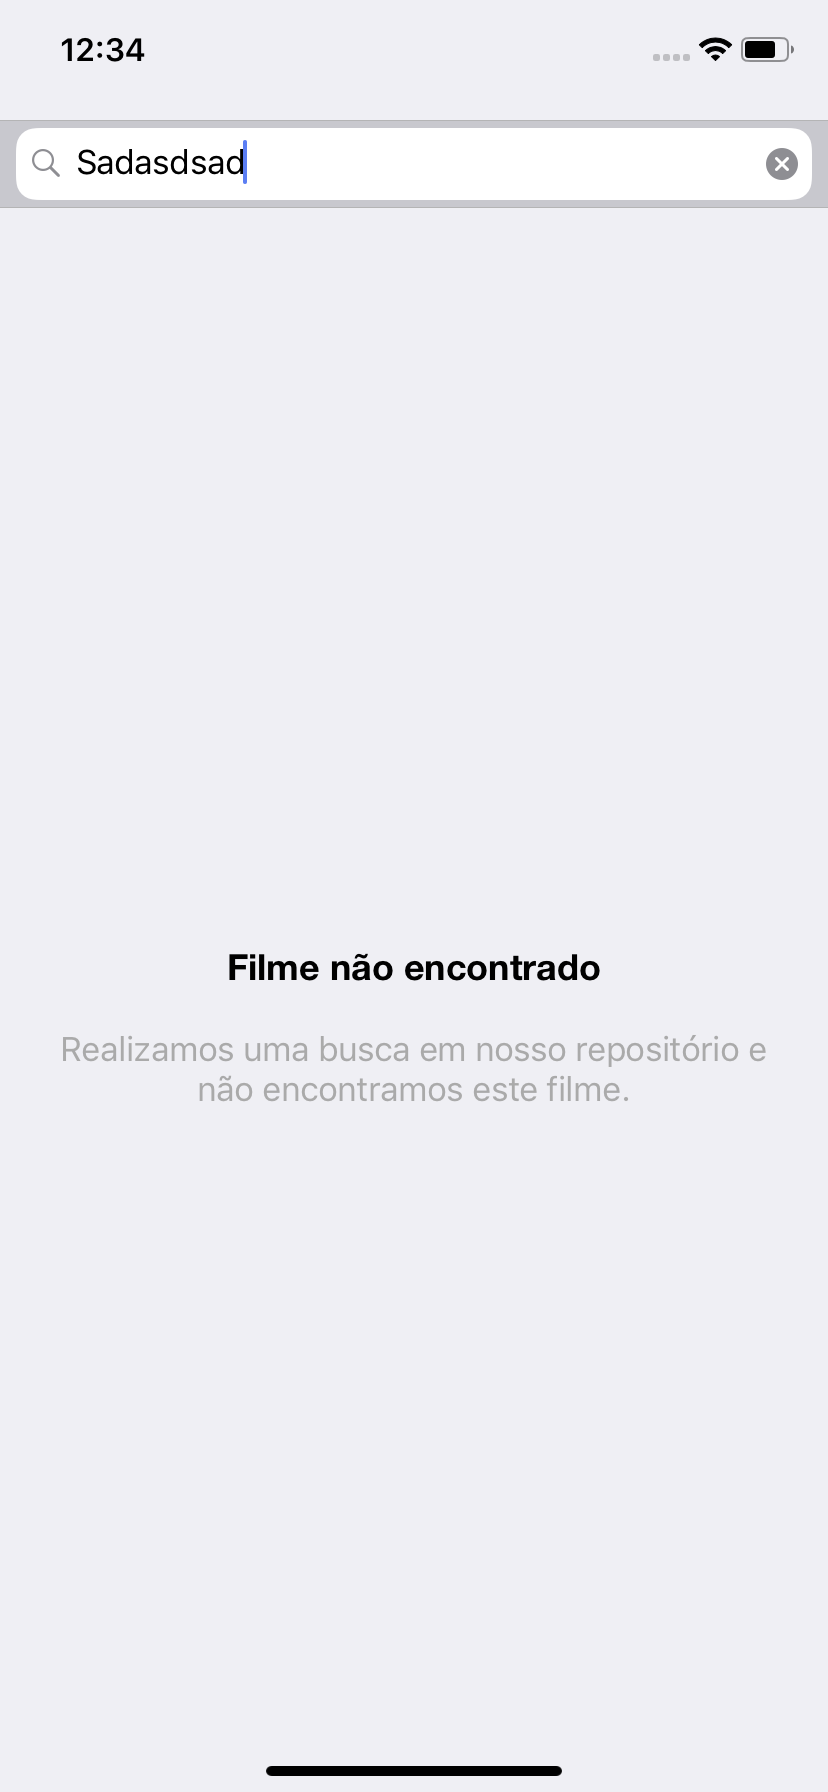 12:34
Sadasdsad
Filme não encontrado
Realizamos uma busca em nosso repositório e
não encontramos este filme.